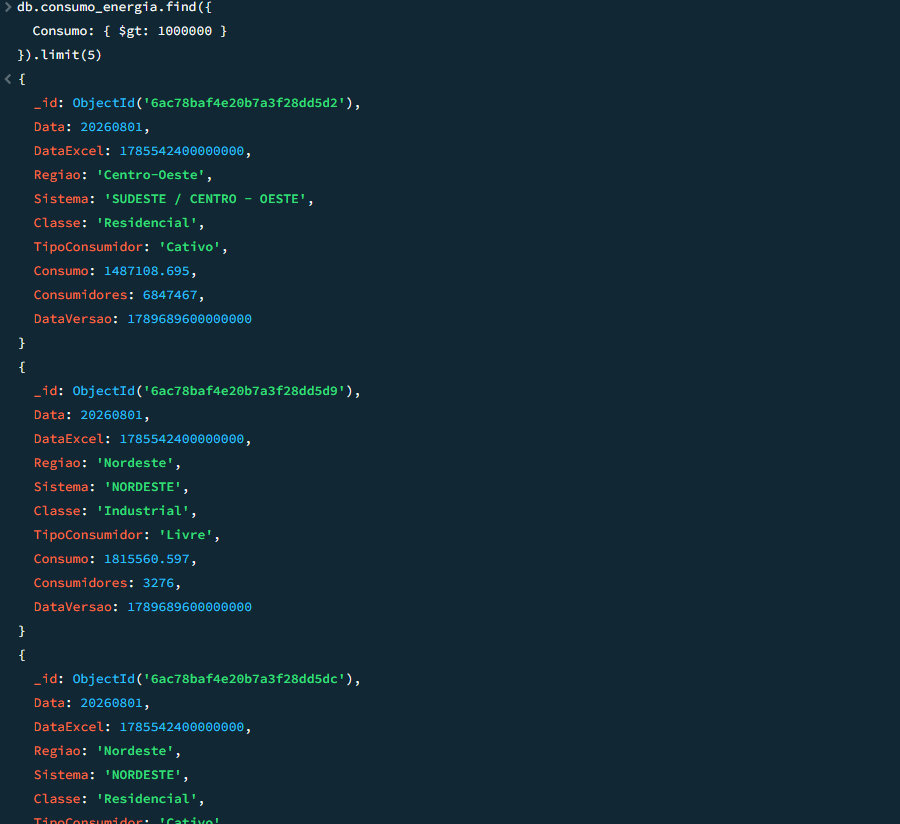 db.consumo_energia.find({
Consumo: { $gt: 1000000 }
}).limit(5)
{
_id: ObjectId('6ac78baf4e20b7a3f28dd5d2'),
Data: 20260801,
DataExcel: 1785542400000000,
Regiao: 'Centro-Oeste',
Sistema: 'SUDESTE / CENTRO - OESTE',
Classe: 'Residencial',
TipoConsumidor: 'Cativo',
Consumo: 1487108.695,
Consumidores: 6847467,
DataVersao: 1789689600000000
}
{
_id: ObjectId('6ac78baf4e20b7a3f28dd5d9'),
Data: 20260801,
DataExcel: 1785542400000000,
Regiao: 'Nordeste',
Sistema: 'NORDESTE',
Classe: 'Industrial',
TipoConsumidor: 'Livre',
Consumo: 1815560.597,
Consumidores: 3276,
DataVersao: 1789689600000000
}
{
_id: ObjectId('6ac78baf4e20b7a3f28dd5dc'),
Data: 20260801,
DataExcel: 1785542400000000,
Regiao: 'Nordeste',
Sistema: 'NORDESTE',
Classe: 'Residencial',
TipoConsumidor: 'Cativo'